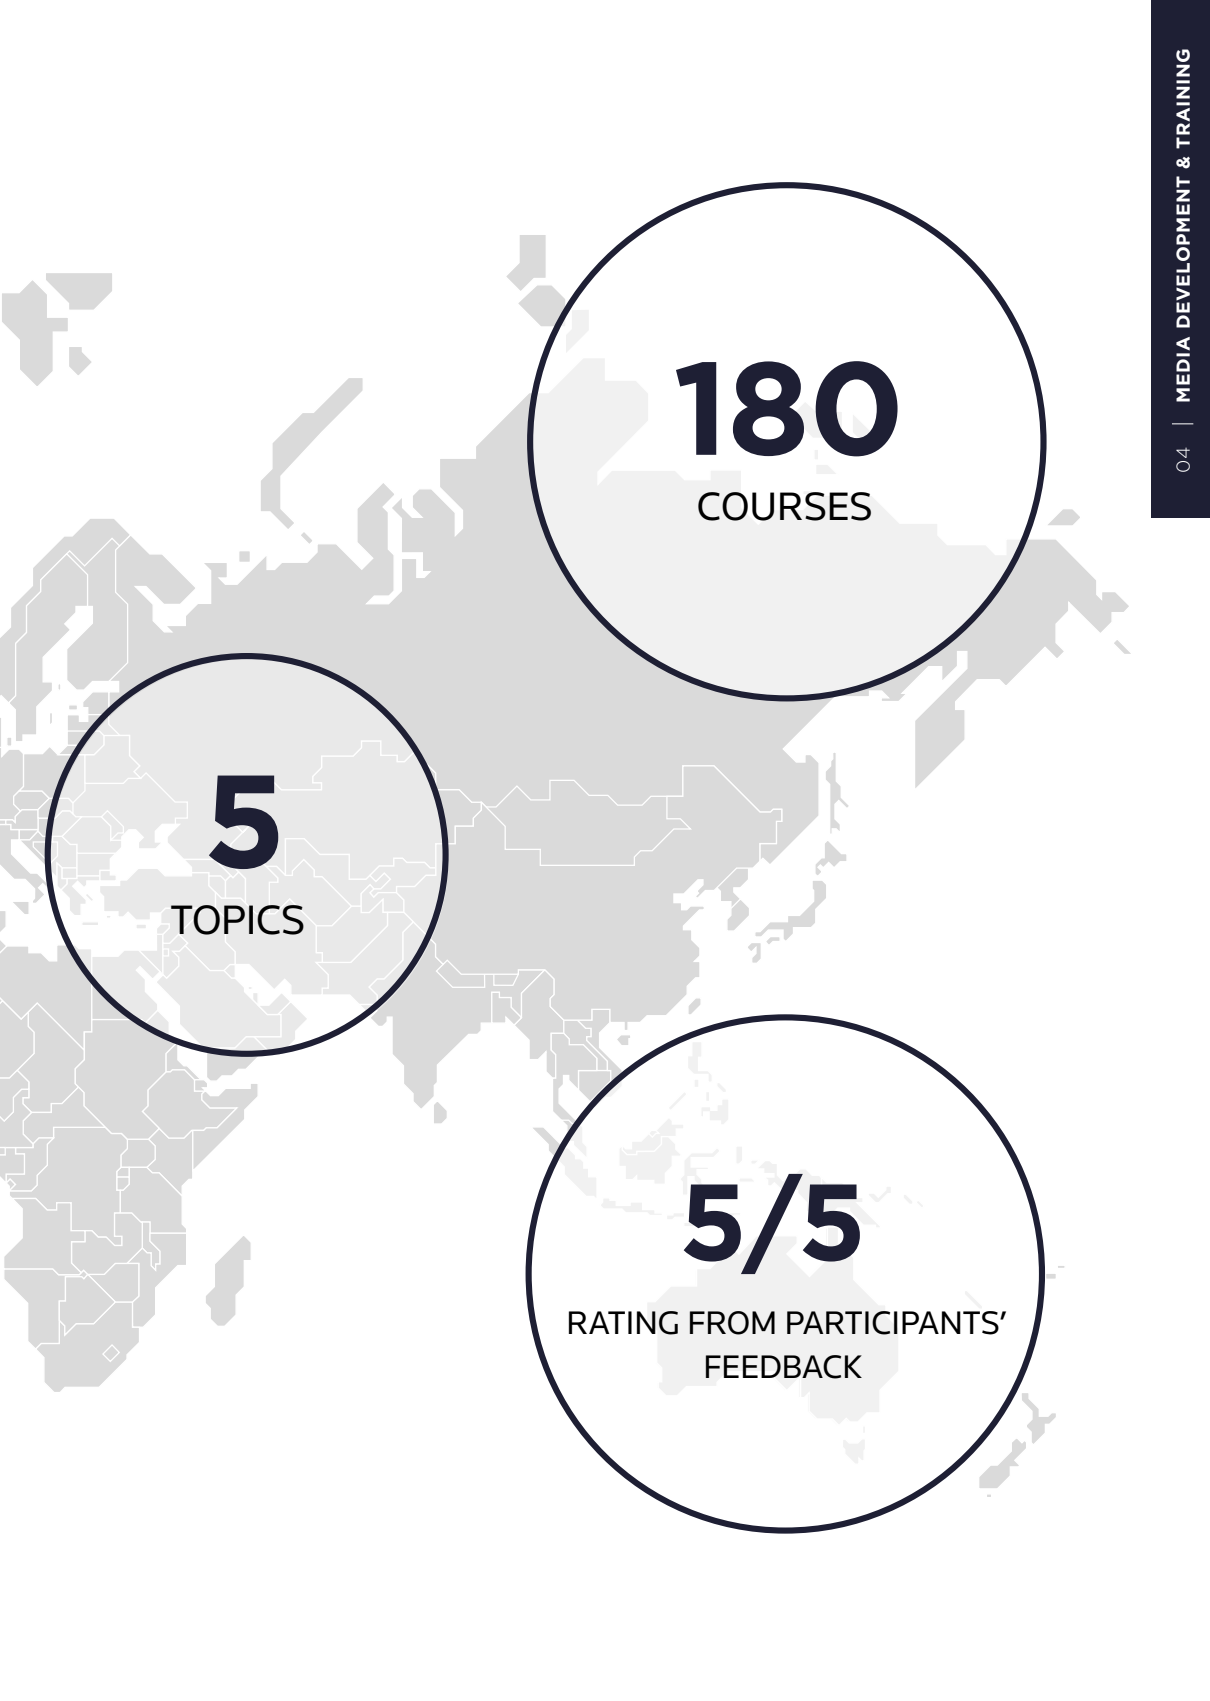 04 | MEDIA DEVELOPMENT & TRAINING
180
COURSES
5
TOPICS
5/5
RATING FROM PARTICIPANTS’
FEEDBACK